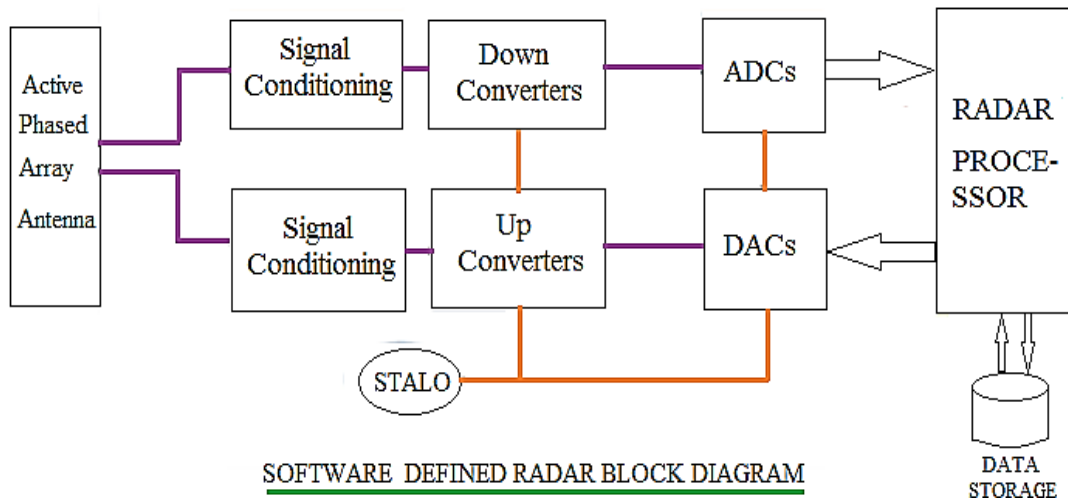 Active
Phased
Array
Antenna
Signal
Conditioning
Down
Converters
ADCs
RADAR
PROCE-
SSOR
Signal
Conditioning
Up
Converters
DACs
STALO
DATA
STORAGE
SOFTWARE DEFINED RADAR BLOCK DIAGRAM